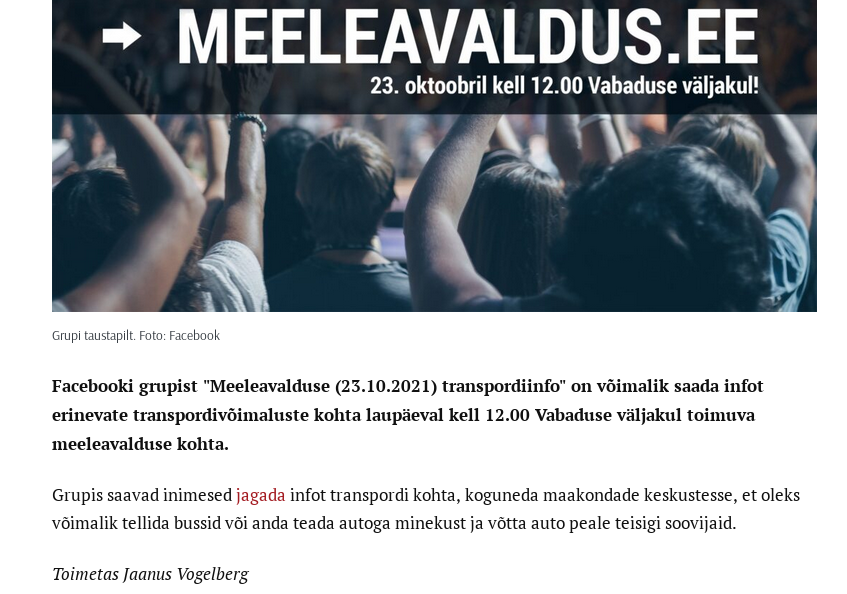 MEELEAVALDUS.EE
23. oktoobril kell 12.00 Vabaduse väljakul!
Grupi taustapilt. Foto: Facebook
Facebooki grupist "Meeleavalduse (23.10.2021) transpordiinfo" on võimalik saada infot
erinevate transpordivõimaluste kohta laupäeval kell 12.00 Vabaduse väljakul toimuva
meeleavalduse kohta.
Grupis saavad inimesed jagada infot transpordi kohta, koguneda maakondade keskustesse, et oleks
võimalik tellida bussid või anda teada autoga minekust ja võtta auto peale teisigi soovijaid.
Toimetas Jaanus Vogelberg